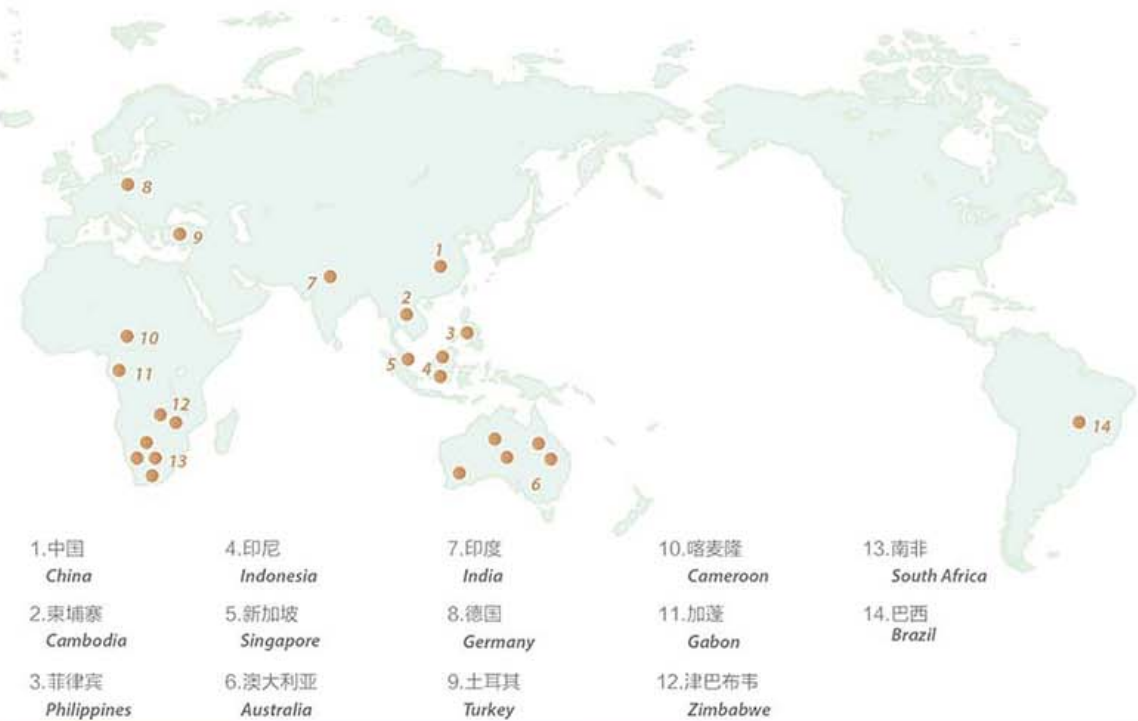 8
9
1
7
2
10
3
5
4
11
12
14
13
6
1.中国
China
2.柬埔寨
Cambodia
3.菲律宾
Philippines
4.印尼
Indonesia
5.新加坡
Singapore
6.澳大利亚
Australia
7.印度
India
8.德国
Germany
9.土耳其
Turkey
10.喀麦隆
Cameroon
11.加蓬
Gabon
12.津巴布韦
Zimbabwe
13.南非
South Africa
14.巴西
Brazil